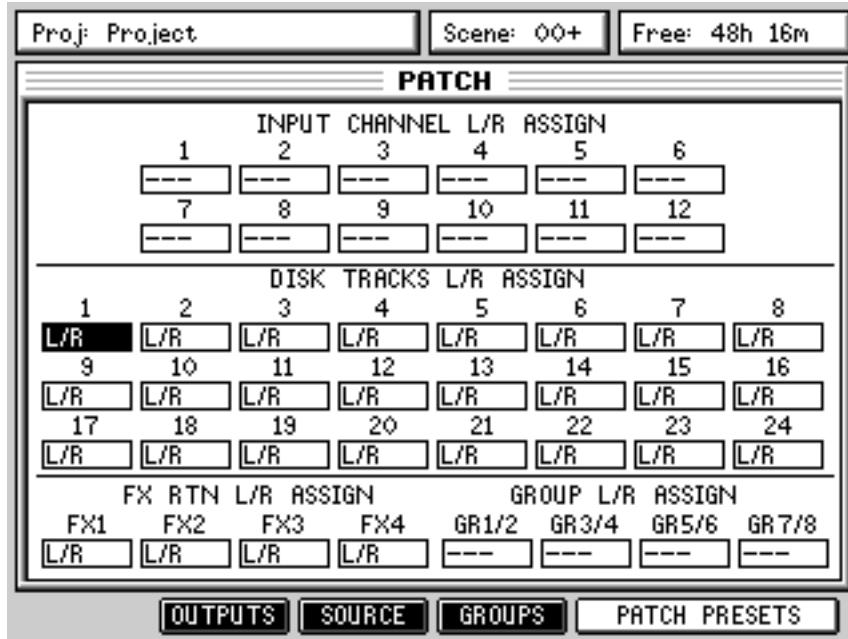 Proj: Project Scene: 00+ Free: 48h 16m
PATCH
INPUT CHANNEL L/R ASSIGN
1 2 3 4 5 6
--- --- --- --- --- ---
7 8 9 10 11 12
--- --- --- --- --- ---
DISK TRACKS L/R ASSIGN
1 2 3 4 5 6 7 8
L/R L/R L/R L/R L/R L/R L/R L/R
9 10 11 12 13 14 15 16
L/R L/R L/R L/R L/R L/R L/R L/R
17 18 19 20 21 22 23 24
L/R L/R L/R L/R L/R L/R L/R L/R
FX RTN L/R ASSIGN GROUP L/R ASSIGN
FX1 FX2 FX3 FX4 GR1/2 GR3/4 GR5/6 GR7/8
L/R L/R L/R L/R --- --- --- ---
OUTPUTS SOURCE GROUPS PATCH PRESETS